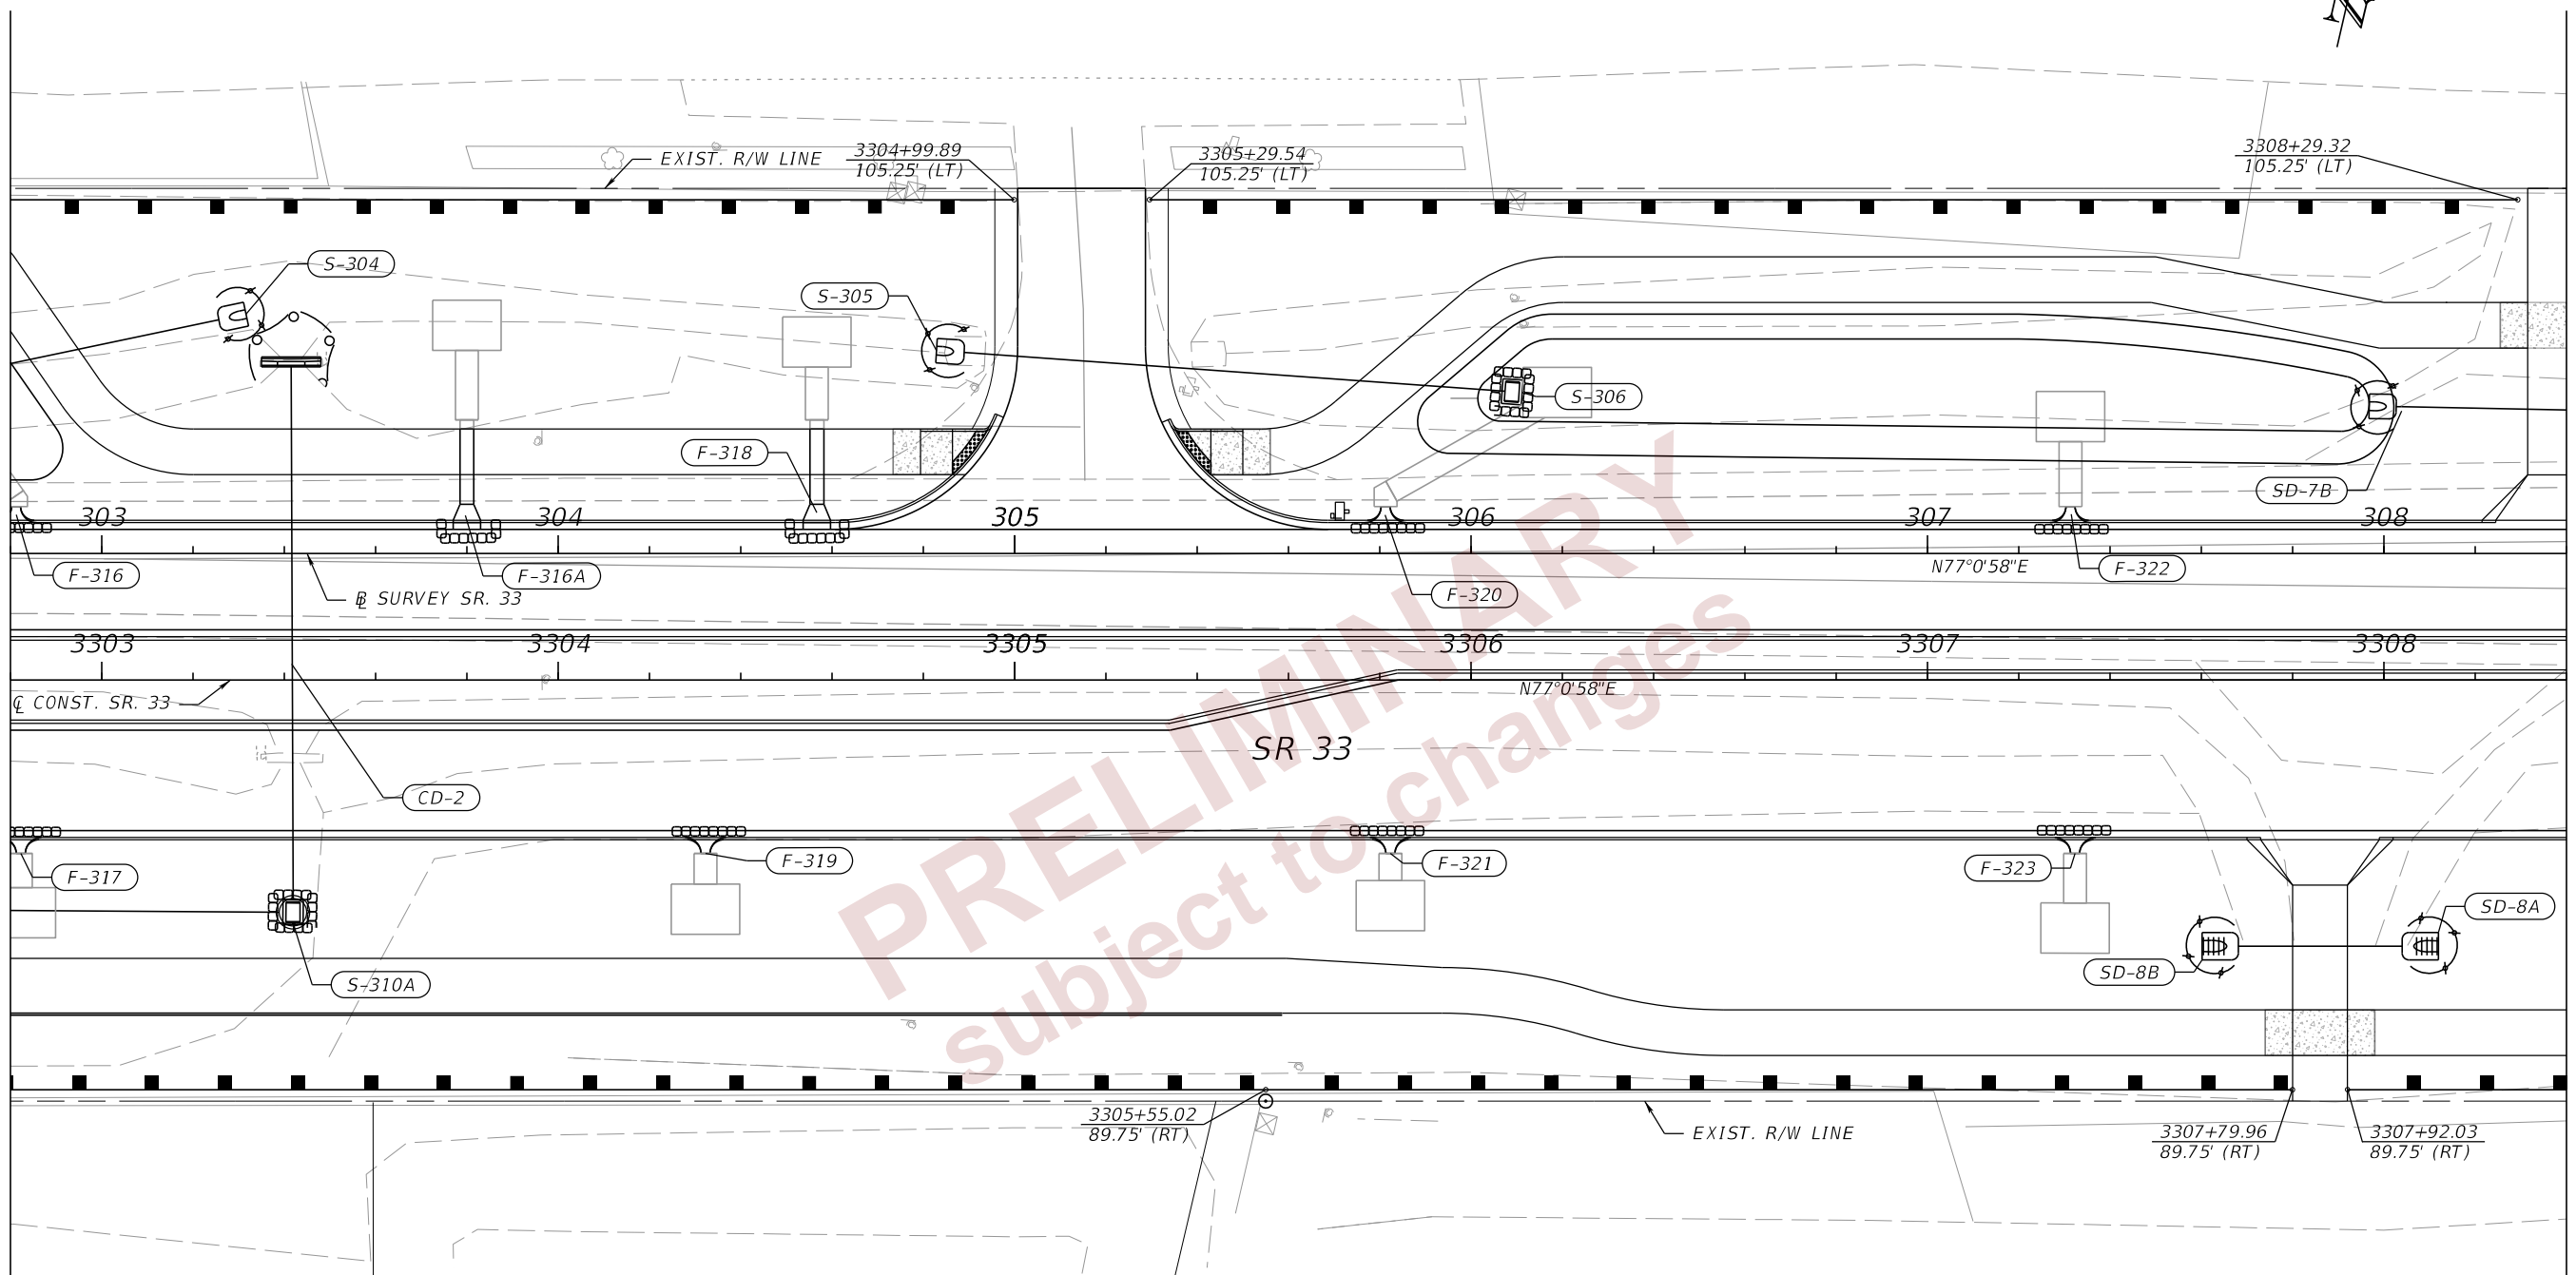 N
EXIST. R/W LINE
3304+99.89
105.25' (LT)
3305+29.54
105.25' (LT)
3308+29.32
105.25' (LT)
S-304
S-305
S-306
F-318
SD-7B
303
304
305
306
307
308
F-316
F-316A
F-320
N77°0'58"E
F-322
℄ SURVEY SR. 33
3303
3304
3305
3306
3307
3308
℄ CONST. SR. 33
N77°0'58"E
SR 33
CD-2
F-317
F-319
F-321
F-323
SD-8A
SD-8B
S-310A
3305+55.02
89.75' (RT)
EXIST. R/W LINE
3307+79.96
89.75' (RT)
3307+92.03
89.75' (RT)
PRELIMINARY
subject to changes